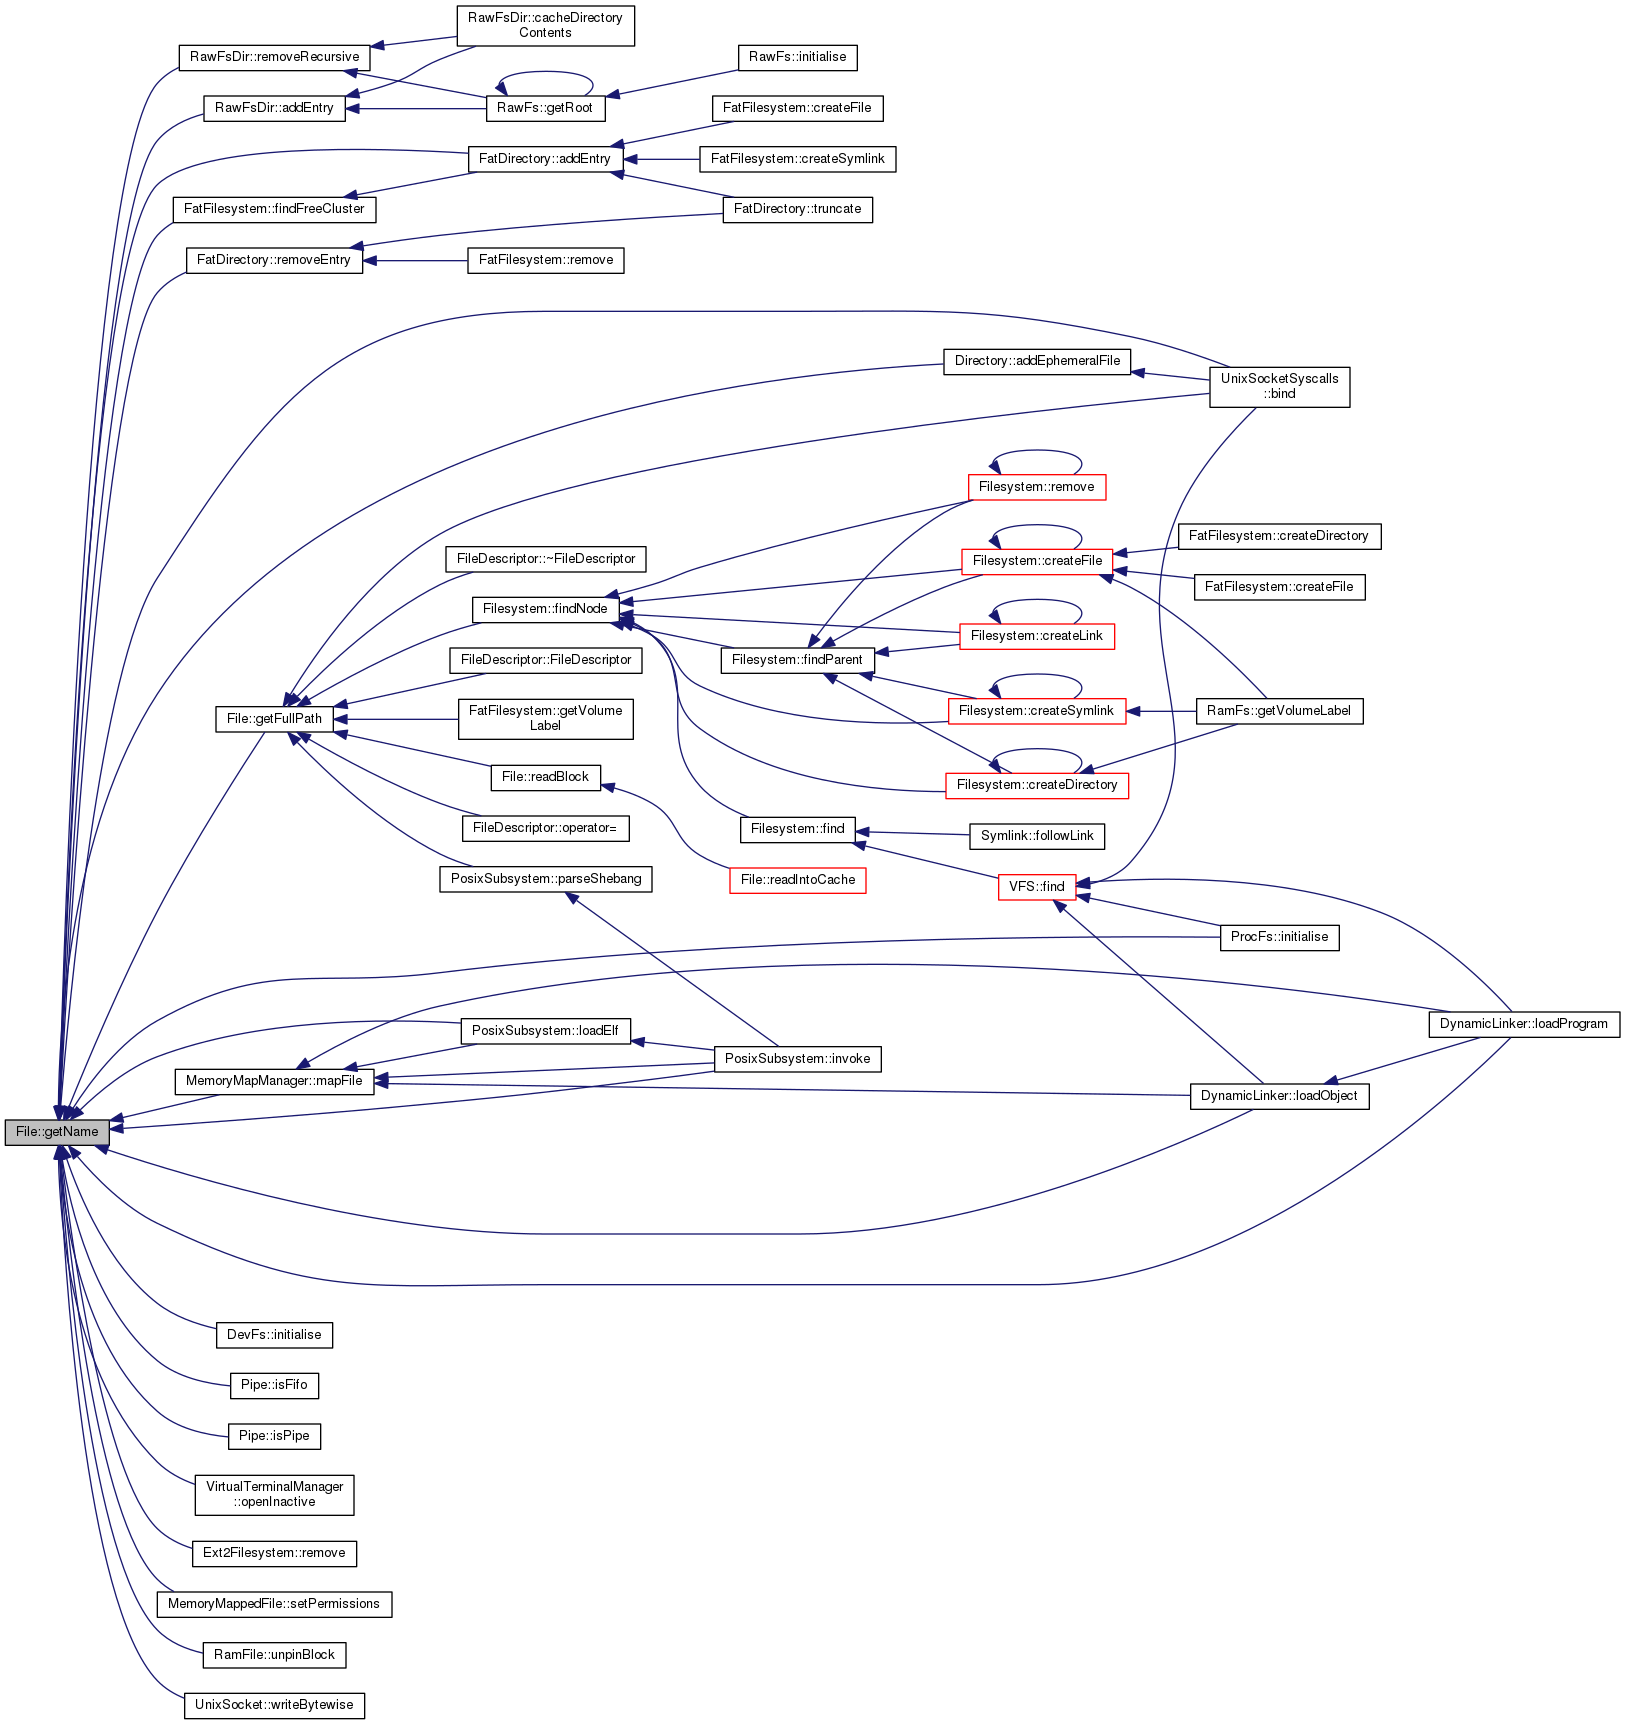 RawFsDir::cacheDirectory
Contents
RawFsDir::removeRecursive
RawFs::initialise
RawFsDir::addEntry
RawFs::getRoot
FatFilesystem::createFile
FatDirectory::addEntry
FatFilesystem::createSymlink
FatFilesystem::findFreeCluster
FatDirectory::truncate
FatDirectory::removeEntry
FatFilesystem::remove
Directory::addEphemeralFile
UnixSocketSyscalls
::bind
Filesystem::remove
FileDescriptor::~FileDescriptor
Filesystem::createFile
FatFilesystem::createDirectory
FatFilesystem::createFile
Filesystem::findNode
Filesystem::createLink
FileDescriptor::FileDescriptor
Filesystem::findParent
File::getFullPath
FatFilesystem::getVolume
Label
Filesystem::createSymlink
RamFs::getVolumeLabel
File::readBlock
Filesystem::createDirectory
FileDescriptor::operator=
Filesystem::find
Symlink::followLink
PosixSubsystem::parseShebang
File::readIntoCache
VFS::find
ProcFs::initialise
PosixSubsystem::loadElf
DynamicLinker::loadProgram
PosixSubsystem::invoke
MemoryMapManager::mapFile
DynamicLinker::loadObject
File::getName
DevFs::initialise
Pipe::isFifo
Pipe::isPipe
VirtualTerminalManager
::openInactive
Ext2Filesystem::remove
MemoryMappedFile::setPermissions
RamFile::unpinBlock
UnixSocket::writeBytewise